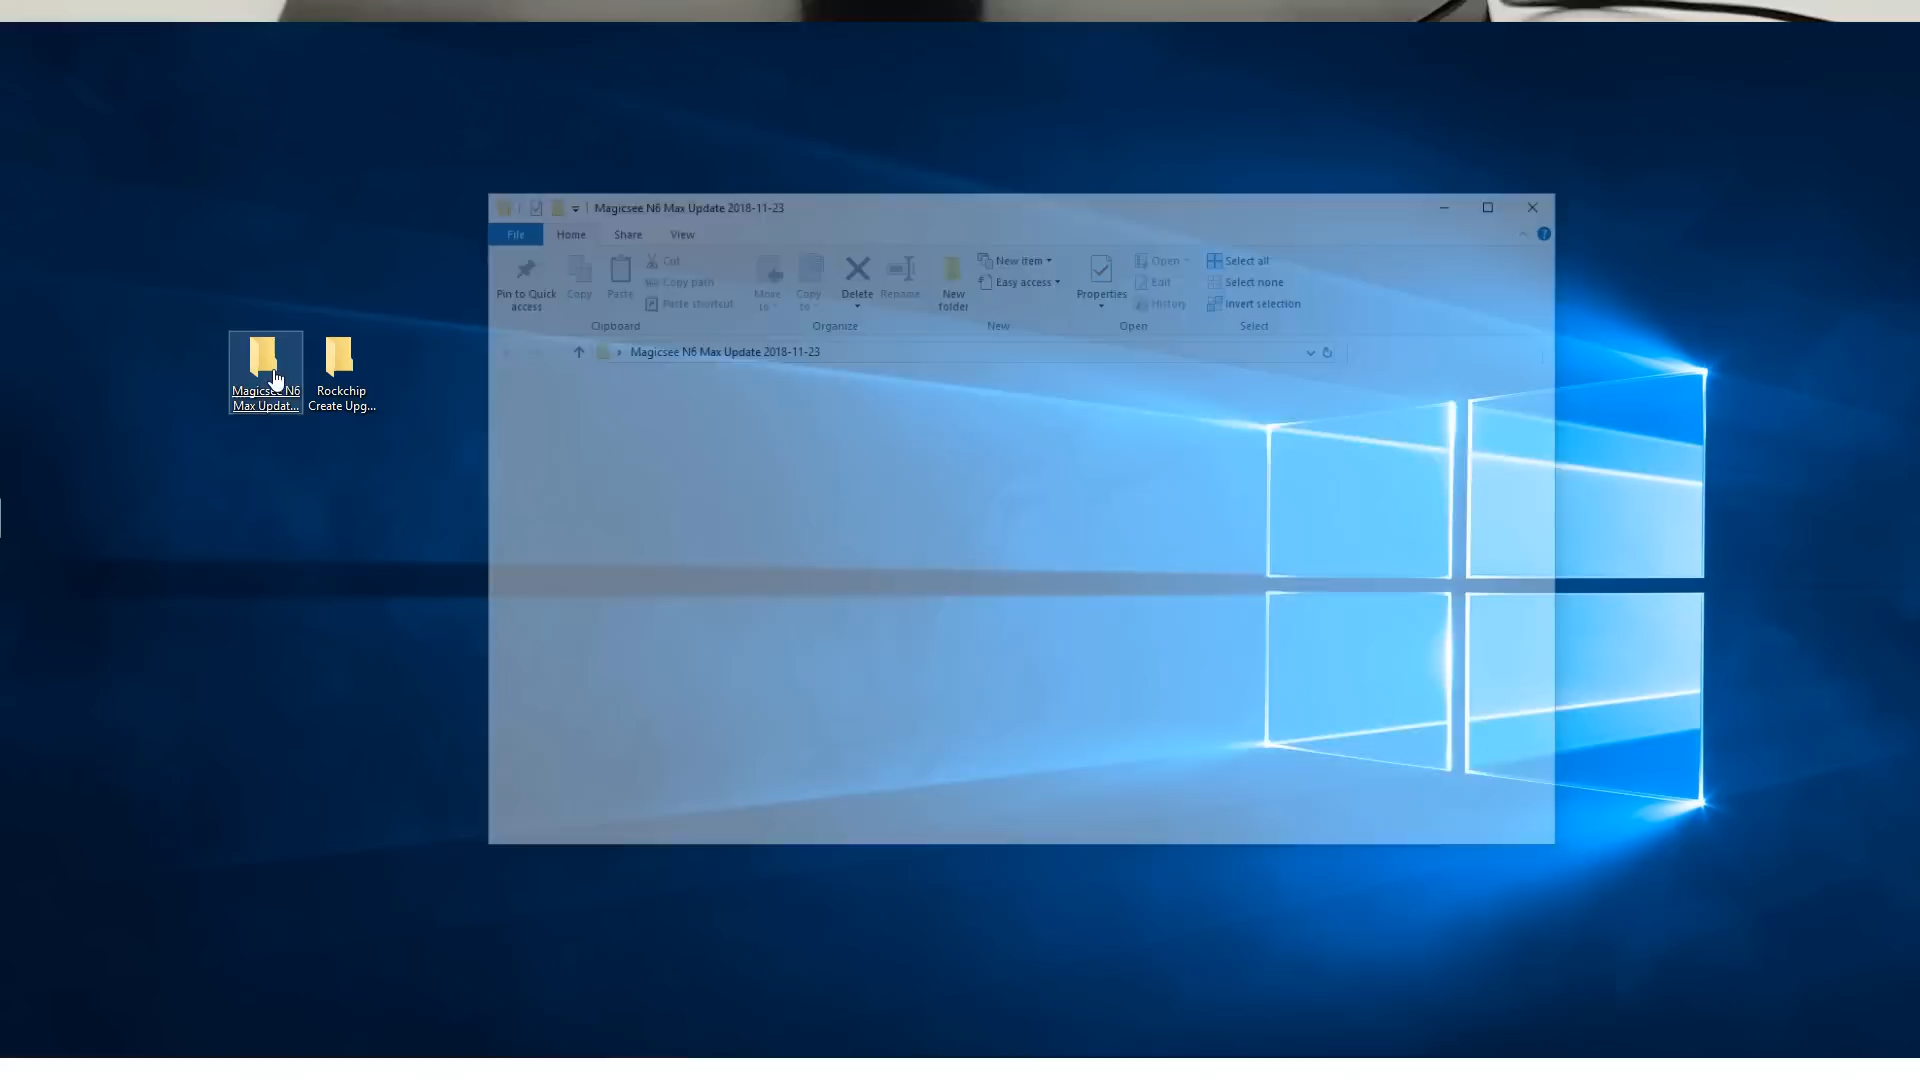 Magicsee N6 Max Update 2018-11-23
File Home Share View
Pin to Quick access
Copy
Paste
Cut
Copy path
Paste shortcut
Clipboard
Move to
Copy to
Delete
Rename
Organize
New folder
New item
Easy access
New
Properties
Open
Edit
History
Open
Select all
Select none
Invert selection
Select
Magicsee N6 Max Update 2018-11-23
Magicsee N6
Max Updat...
Rockchip
Create Upg...